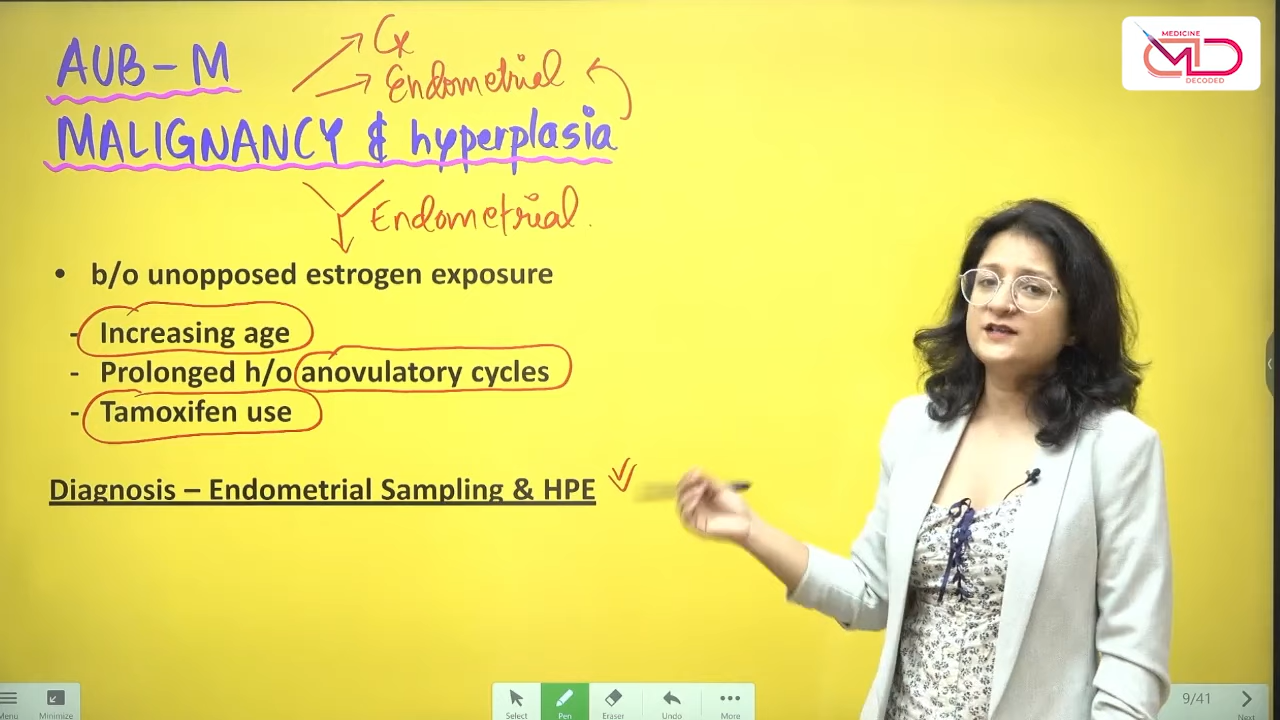 AUB - M
Cx
Endometrial
MALIGNANCY & hyperplasia
Endometrial.
• b/o unopposed estrogen exposure
- Increasing age
- Prolonged h/o anovulatory cycles
- Tamoxifen use
Diagnosis – Endometrial Sampling & HPE
MEDICINE
MD
DECODED
Menu
Minimize
Select
Pen
Eraser
Undo
More
9/41
Next